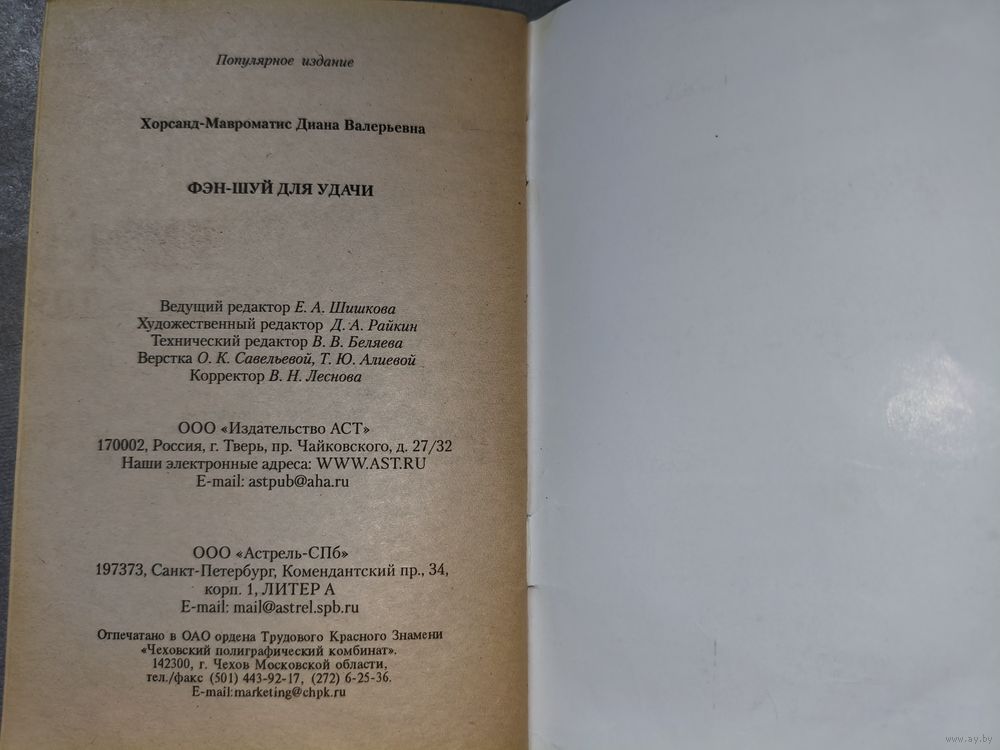 Популярное издание
Хорсанд-Мавроматис Диана Валерьевна
ФЭН-ШУЙ ДЛЯ УДАЧИ
Ведущий редактор Е. А. Шишкова
Художественный редактор Д. А. Райкин
Технический редактор В. В. Беляева
Верстка О. К. Савельевой, Т. Ю. Алиевой
Корректор В. Н. Леснова
ООО «Издательство АСТ»
170002, Россия, г. Тверь, пр. Чайковского, д. 27/32
Наши электронные адреса: WWW.AST.RU
E-mail: astpub@aha.ru
ООО «Астрель-СПб»
197373, Санкт-Петербург, Комендантский пр., 34,
корп. 1, ЛИТЕР А
E-mail: mail@astrel.spb.ru
Отпечатано в ОАО ордена Трудового Красного Знамени
«Чеховский полиграфический комбинат».
142300, г. Чехов Московской области,
тел./факс (501) 443-92-17, (272) 6-25-36.
E-mail:marketing@chpk.ru
www.ay.by